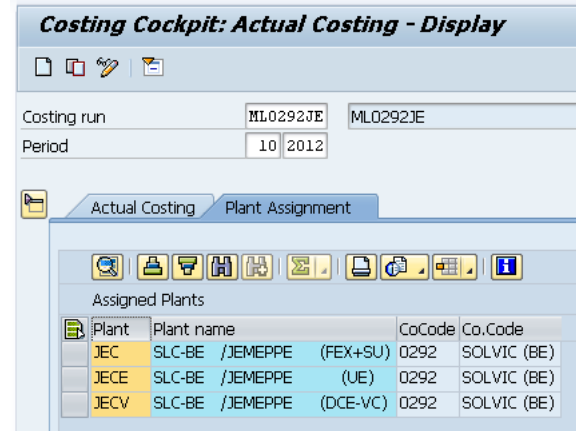 Costing Cockpit: Actual Costing - Display
Costing run ML0292JE ML0292JE
Period 10 2012
Actual Costing Plant Assignment
Assigned Plants
Plant Plant name CoCode Co.Code
JEC SLC-BE /JEMEPPE (FEX+SU) 0292 SOLVIC (BE)
JECE SLC-BE /JEMEPPE (UE) 0292 SOLVIC (BE)
JECV SLC-BE /JEMEPPE (DCE-VC) 0292 SOLVIC (BE)